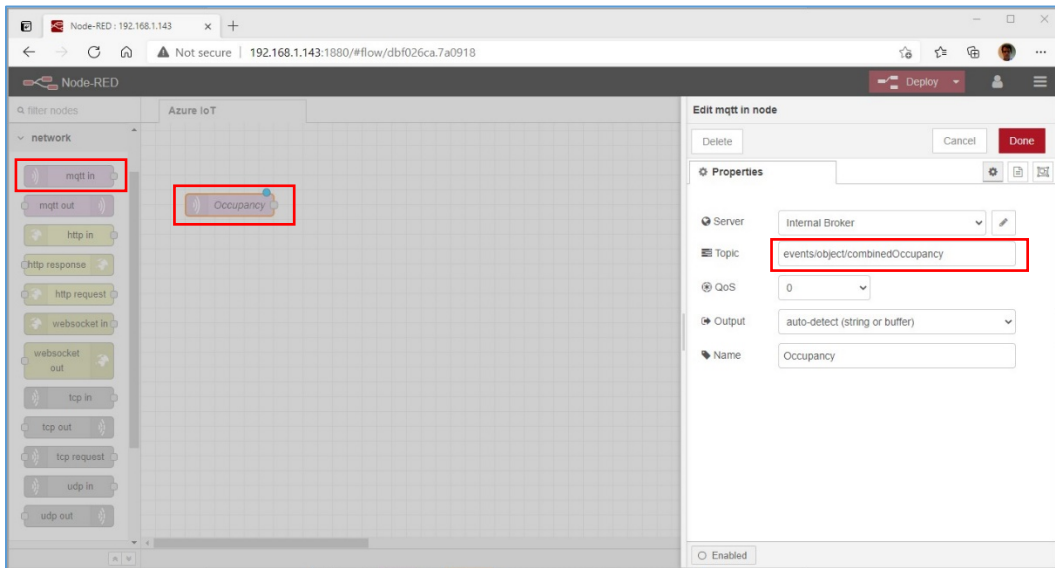 Node-RED : 192.168.1.143
Not secure | 192.168.1.143:1880/#flow/dbf026ca.7a0918
Node-RED
Deploy
filter nodes
Azure IoT
Edit mqtt in node
network
Delete
Cancel
Done
mqtt in
Properties
mqtt out
Occupancy
http in
Server
Internal Broker
http response
Topic
events/object/combinedOccupancy
http request
QoS
0
websocket in
Output
auto-detect (string or buffer)
websocket
out
Name
Occupancy
tcp in
tcp out
tcp request
udp in
udp out
Enabled